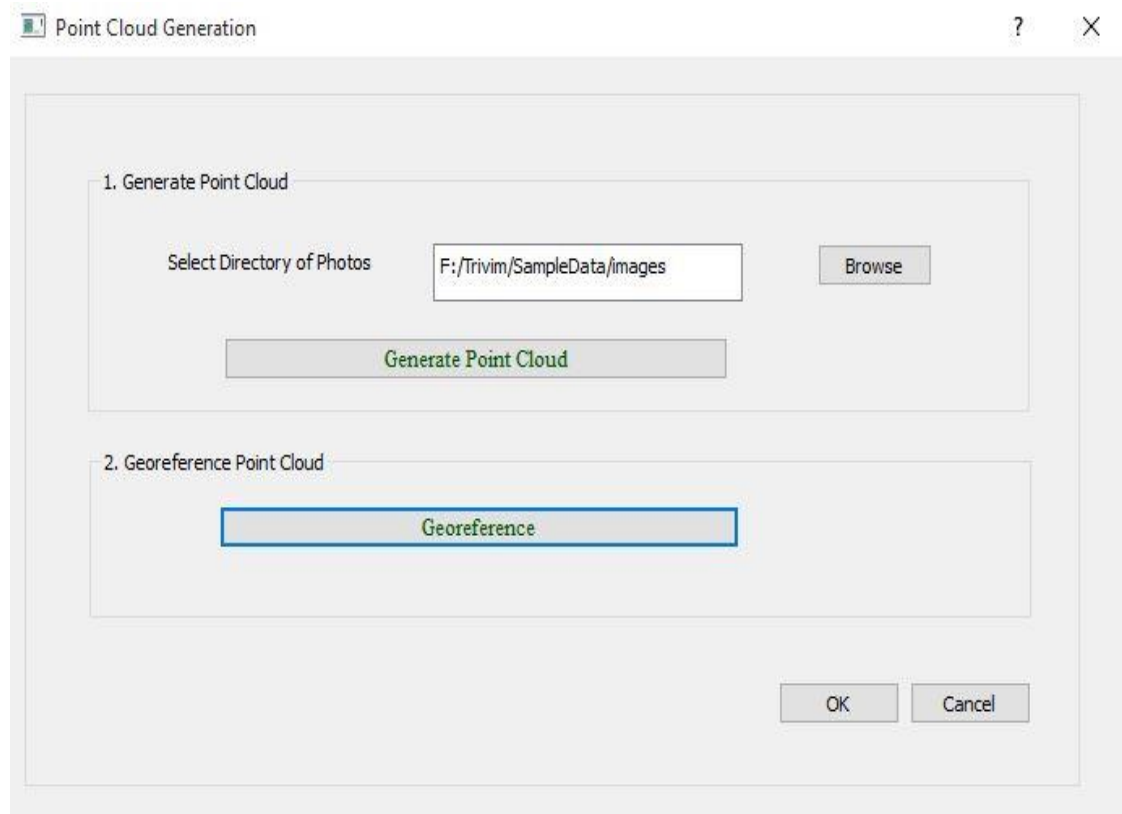 Point Cloud Generation ?
1. Generate Point Cloud
Select Directory of Photos F:/Trivim/SampleData/images Browse
Generate Point Cloud
2. Georeference Point Cloud
Georeference
OK Cancel